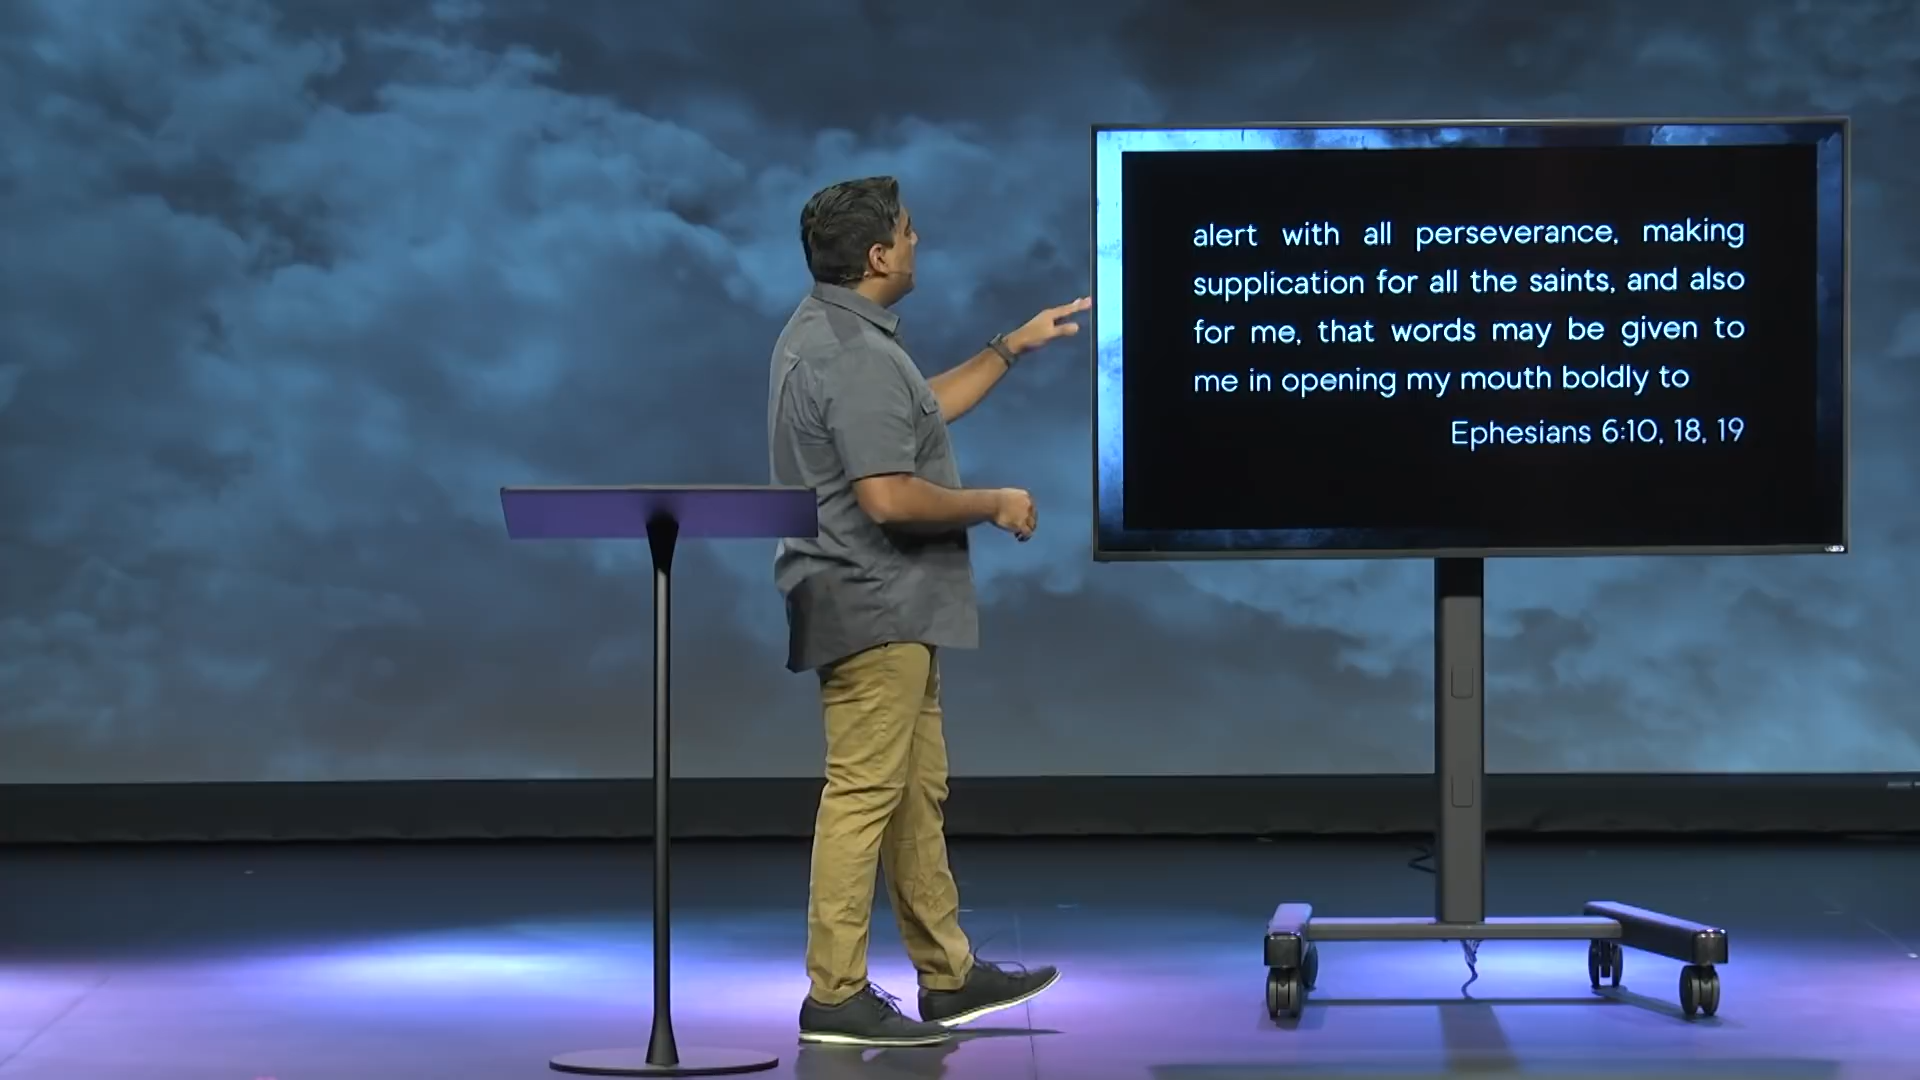 alert with all perseverance, making
supplication for all the saints, and also
for me, that words may be given to
me in opening my mouth boldly to
Ephesians 6:10, 18, 19